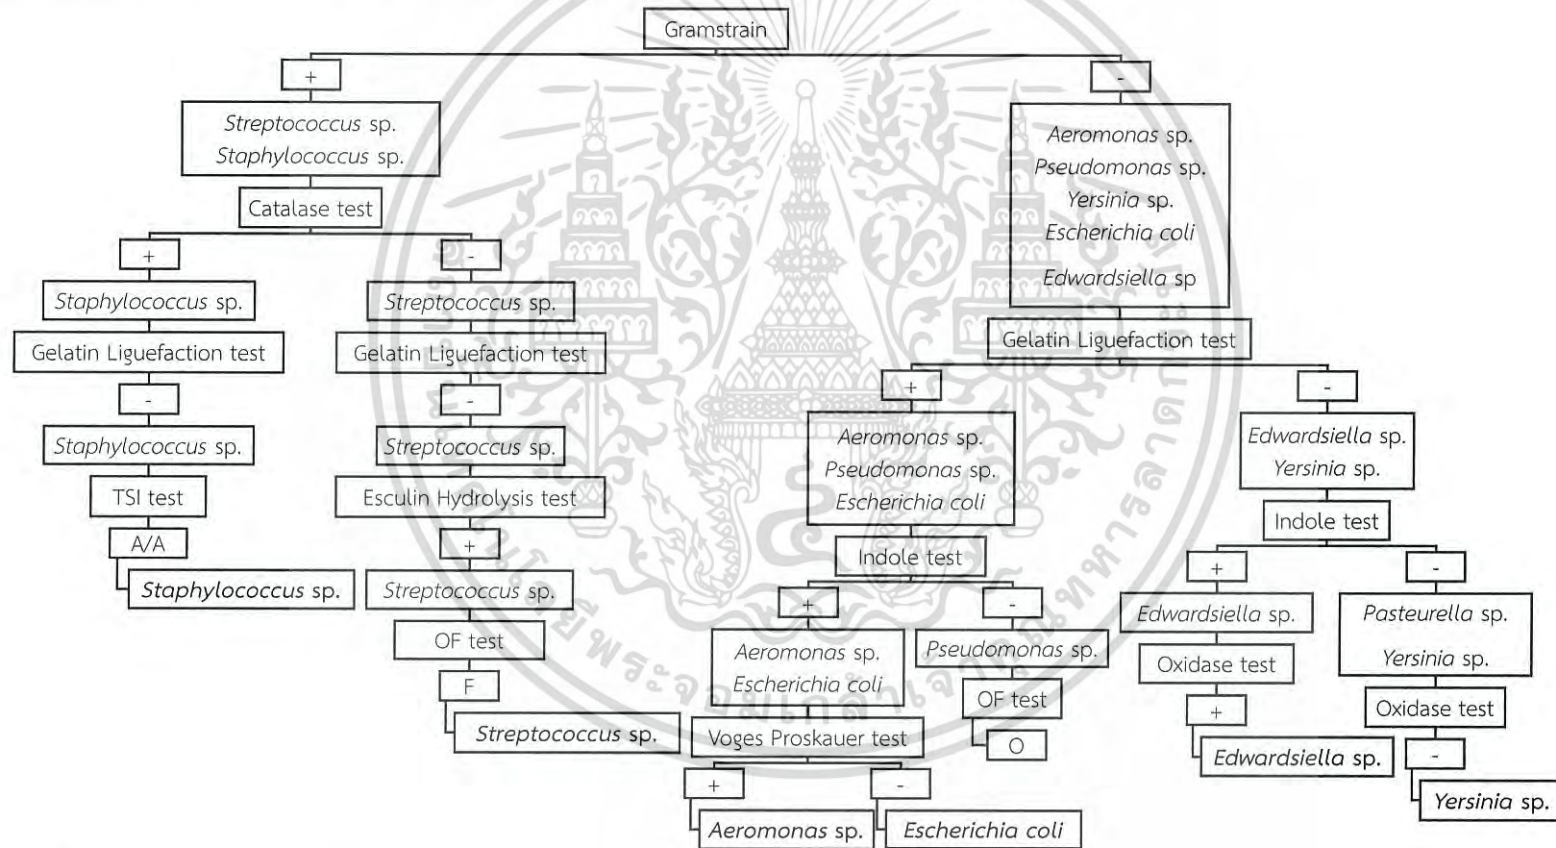 Gramstrain
+
-
Streptococcus sp.
Staphylococcus sp.
Aeromonas sp.
Pseudomonas sp.
Yersinia sp.
Escherichia coli
Edwardsiella sp
Catalase test
+
-
Staphylococcus sp.
Streptococcus sp.
Gelatin Liguefaction test
Gelatin Liguefaction test
Gelatin Liguefaction test
-
-
+
-
Staphylococcus sp.
Streptococcus sp.
Aeromonas sp.
Pseudomonas sp.
Escherichia coli
Edwardsiella sp.
Yersinia sp.
TSI test
Esculin Hydrolysis test
Indole test
Indole test
A/A
+
+
-
+
-
Staphylococcus sp.
Streptococcus sp.
Aeromonas sp.
Escherichia coli
Pseudomonas sp.
Edwardsiella sp.
Pasteurella sp.
Yersinia sp.
OF test
Voges Proskauer test
OF test
Oxidase test
Oxidase test
F
O
+
-
Streptococcus sp.
Edwardsiella sp.
Yersinia sp.
+
-
Aeromonas sp.
Escherichia coli